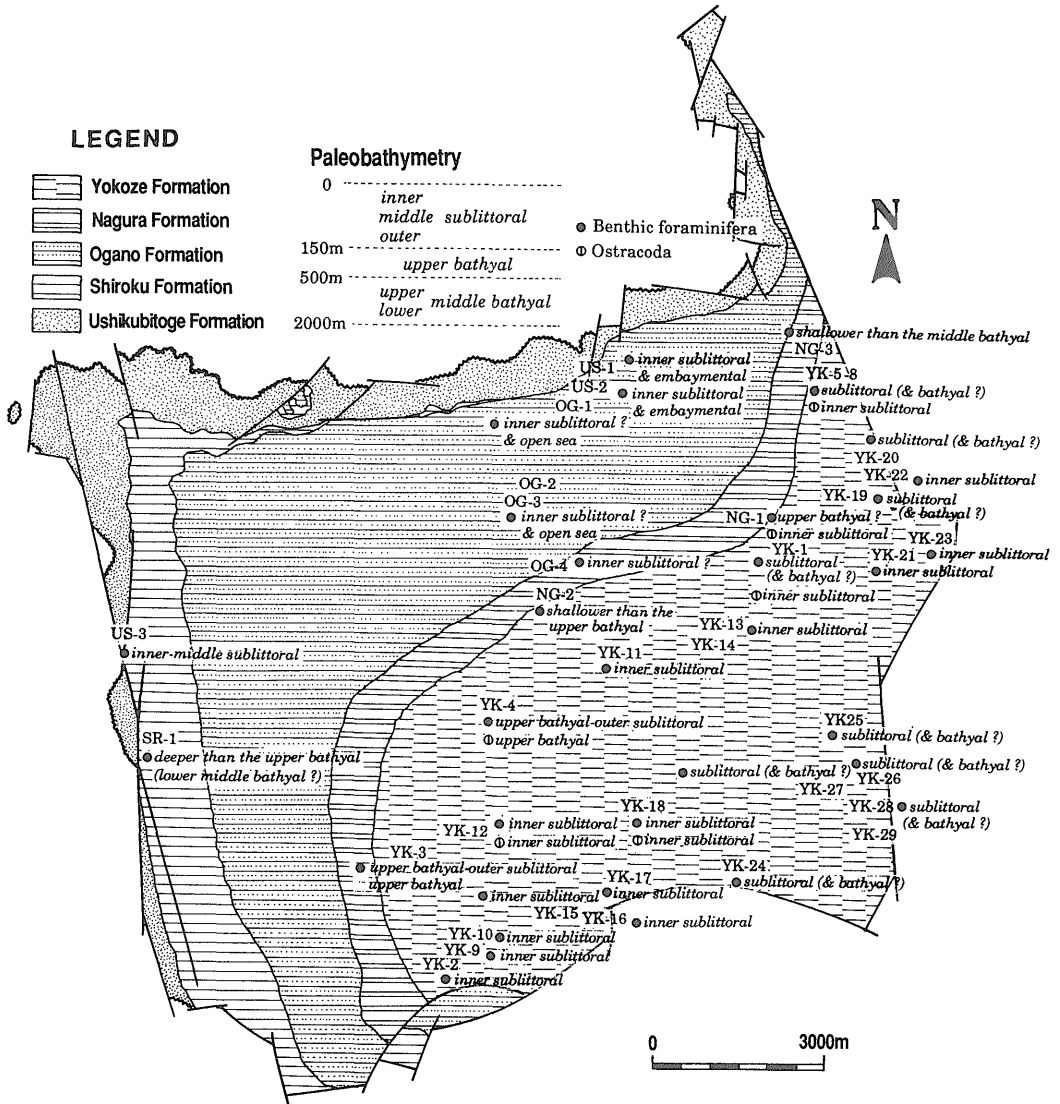 LEGEND
Yokoze Formation
Nagura Formation
Ogano Formation
Shiroku Formation
Ushikubitoge Formation
Paleobathymetry
0
inner
middle sublittoral
outer
150m
upper bathyal
500m
upper
lower middle bathyal
2000m
Benthic foraminifera
Ostracoda
N
shallower than the middle bathyal
NG-3
US-1
inner sublittoral
& embaymental
US-2
inner sublittoral
& embaymental
OG-1
inner sublittoral ?
& open sea
YK-5-8
sublittoral (& bathyal ?)
inner sublittoral
sublittoral (& bathyal ?)
YK-20
YK-22
inner sublittoral
YK-19
sublittoral
(& bathyal ?)
OG-2
OG-3
inner sublittoral ?
& open sea
NG-1
upper bathyal ?
inner sublittoral
YK-23
inner sublittoral
YK-1
sublittoral
(& bathyal ?)
inner sublittoral
YK-21
inner sublittoral
OG-4
inner sublittoral ?
NG-2
shallower than the
upper bathyal
YK-13
inner sublittoral
YK-14
US-3
inner-middle sublittoral
YK-11
inner sublittoral
YK-4
upper bathyal-outer sublittoral
upper bathyal
YK25
sublittoral (& bathyal ?)
SR-1
deeper than the upper bathyal
(lower middle bathyal ?)
sublittoral (& bathyal ?)
sublittoral (& bathyal ?)
YK-26
YK-27
YK-28
sublittoral
(& bathyal ?)
YK-29
YK-18
inner sublittoral
inner sublittoral
YK-12
inner sublittoral
inner sublittoral
YK-3
upper bathyal-outer sublittoral
upper bathyal
YK-24
sublittoral (& bathyal ?)
YK-17
inner sublittoral
inner sublittoral
YK-15
YK-16
inner sublittoral
YK-10
inner sublittoral
YK-9
inner sublittoral
YK-2
inner sublittoral
0
3000m